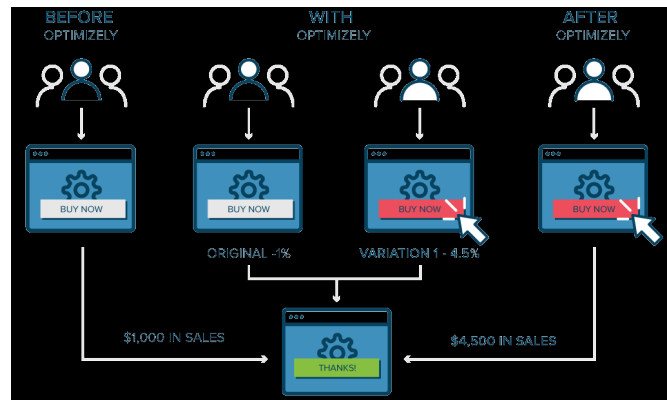 BEFORE
OPTIMIZELY
WITH
OPTIMIZELY
AFTER
OPTIMIZELY
BUY NOW
BUY NOW
BUY NOW
BUY NOW
ORIGINAL -1%
VARIATION 1 - 4.5%
$1,000 IN SALES
$4,500 IN SALES
THANKS!